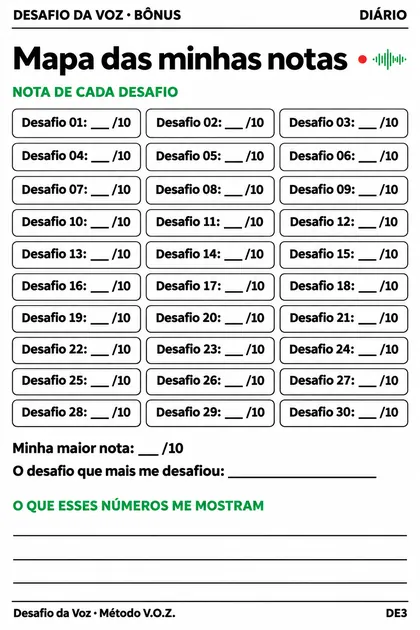 DESAFIO DA VOZ • BÔNUS DIÁRIO
Mapa das minhas notas
NOTA DE CADA DESAFIO
Desafio 01: ___ /10 Desafio 02: ___ /10 Desafio 03: ___ /10
Desafio 04: ___ /10 Desafio 05: ___ /10 Desafio 06: ___ /10
Desafio 07: ___ /10 Desafio 08: ___ /10 Desafio 09: ___ /10
Desafio 10: ___ /10 Desafio 11: ___ /10 Desafio 12: ___ /10
Desafio 13: ___ /10 Desafio 14: ___ /10 Desafio 15: ___ /10
Desafio 16: ___ /10 Desafio 17: ___ /10 Desafio 18: ___ /10
Desafio 19: ___ /10 Desafio 20: ___ /10 Desafio 21: ___ /10
Desafio 22: ___ /10 Desafio 23: ___ /10 Desafio 24: ___ /10
Desafio 25: ___ /10 Desafio 26: ___ /10 Desafio 27: ___ /10
Desafio 28: ___ /10 Desafio 29: ___ /10 Desafio 30: ___ /10
Minha maior nota: ___ /10
O desafio que mais me desafiou: ____________________
O QUE ESSES NÚMEROS ME MOSTRAM
Desafio da Voz • Método V.O.Z. DE3